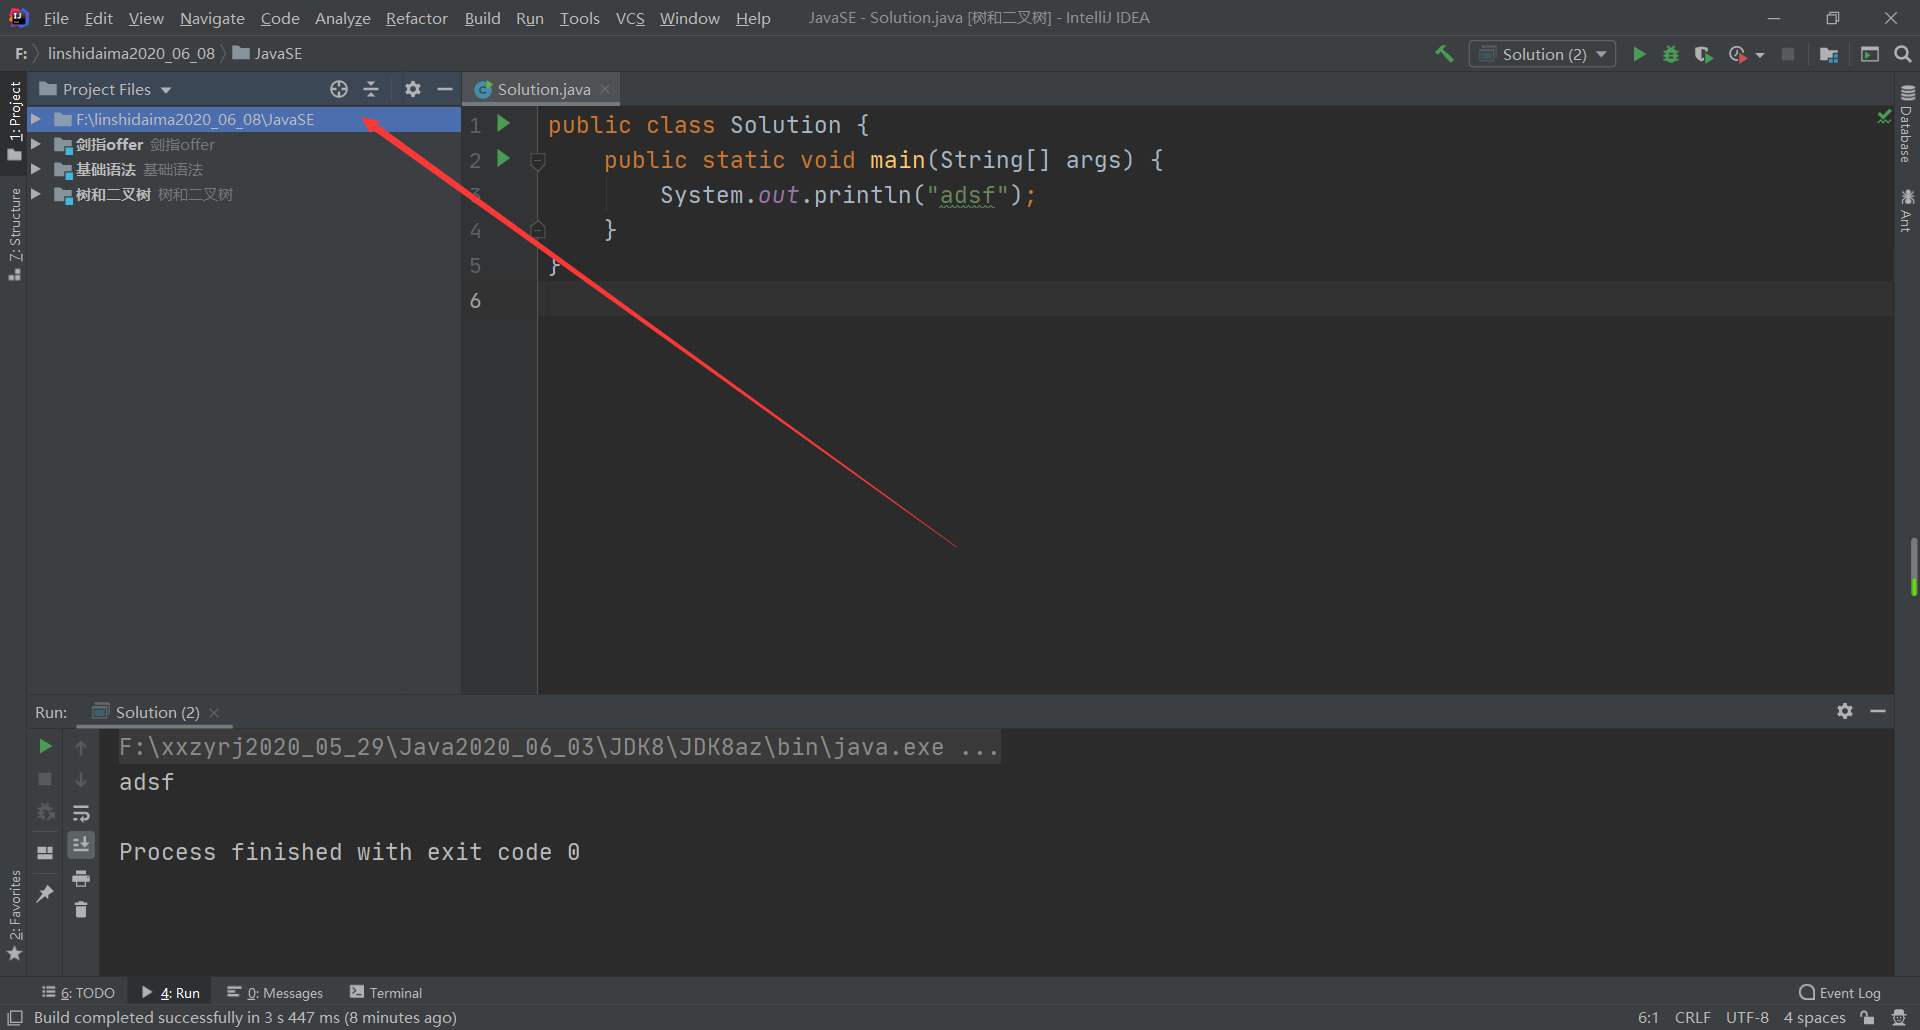 File Edit View Navigate Code Analyze Refactor Build Run Tools VCS Window Help JavaSE - Solution.java [树和二叉树] - IntelliJ IDEA
F: linshidaima2020_06_08 JavaSE
Solution (2)
Project Files
Solution.java
F:\linshidaima2020_06_08\JavaSE
剑指offer 剑指offer
基础语法 基础语法
树和二叉树 树和二叉树
1: Project
7: Structure
2: Favorites
Database
Ant
1 public class Solution {
2 public static void main(String[] args) {
3 System.out.println("adsf");
4 }
5 }
6
Run: Solution (2)
F:\xxzyrj2020_05_29\Java2020_06_03\JDK8\JDK8az\bin\java.exe ...
adsf
Process finished with exit code 0
6: TODO 4: Run 0: Messages Terminal Event Log
Build completed successfully in 3 s 447 ms (8 minutes ago) 6:1 CRLF UTF-8 4 spaces